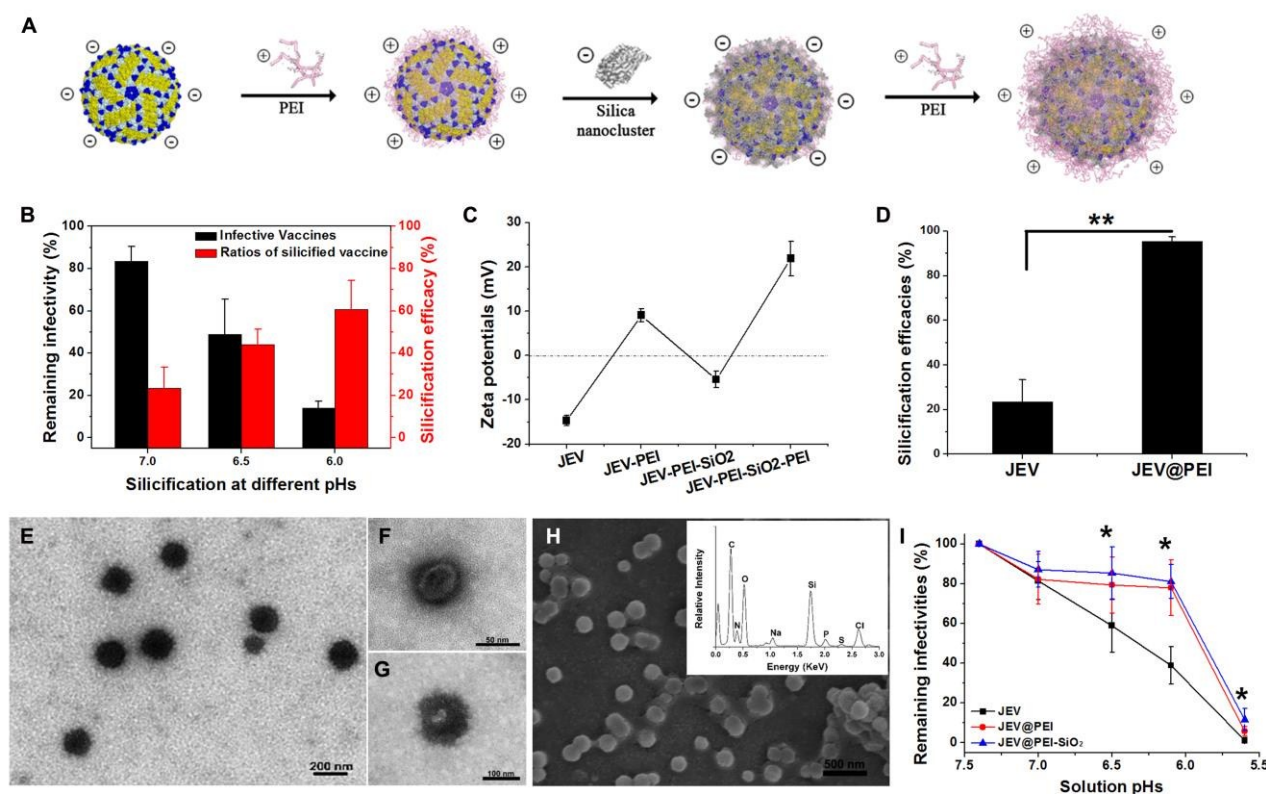 A
PEI
Silica
nanocluster
PEI
B
Remaining infectivity (%)
100
80
60
40
20
0
Infective Vaccines
Ratios of silicified vaccine
100
80
60
40
20
0
Silicification efficacy (%)
7.0
6.5
6.0
Silicification at different pHs
C
Zeta potentials (mV)
30
20
10
0
-10
-20
JEV
JEV-PEI
JEV-PEI-SiO2
JEV-PEI-SiO2-PEI
D
Silicification efficacies (%)
100
80
60
40
20
0
**
JEV
JEV@PEI
E
200 nm
F
50 nm
G
100 nm
H
Relative Intensity
C
N
O
Na
Si
P
S
Cl
0.0 0.5 1.0 1.5 2.0 2.5 3.0
Energy (KeV)
500 nm
I
Remaining infectivities (%)
100
80
60
40
20
0
*
*
*
JEV
JEV@PEI
JEV@PEI-SiO₂
7.5 7.0 6.5 6.0 5.5
Solution pHs